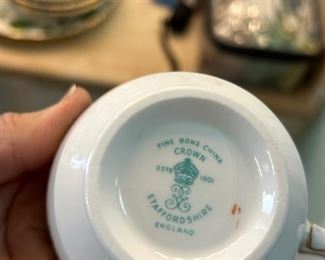 FINE BONE CHINA
CROWN
ESTD 1801
STAFFORDSHIRE
ENGLAND